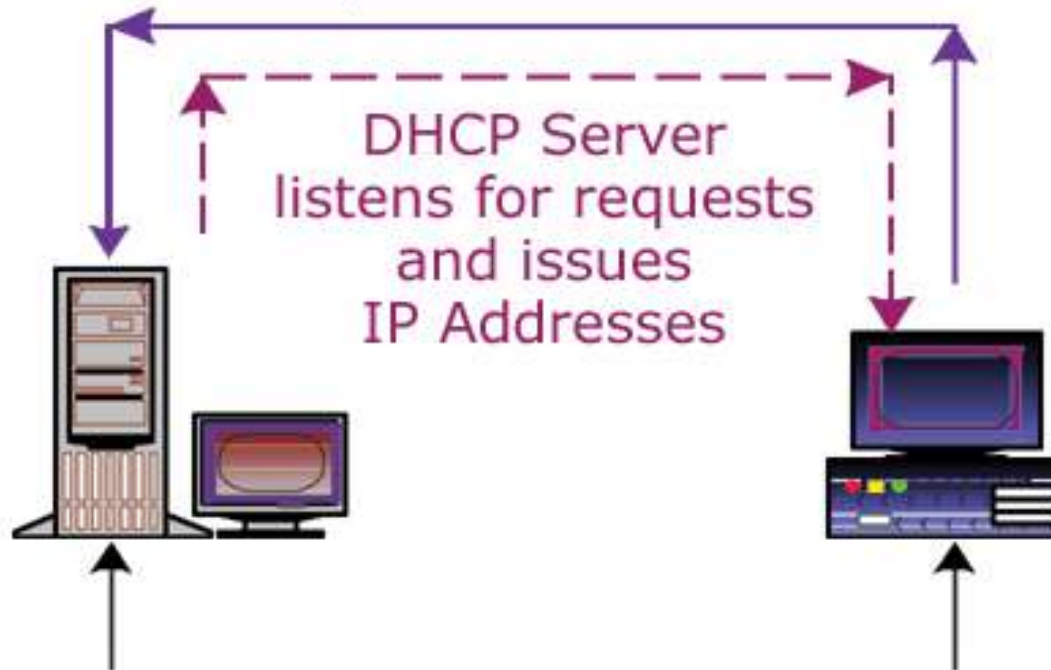 DHCP Server
listens for requests
and issues
IP Addresses